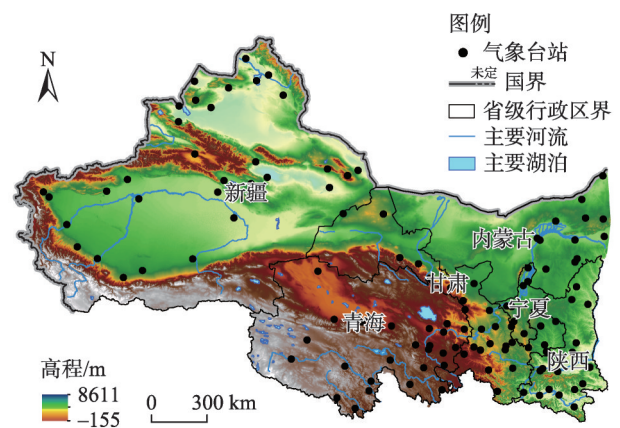 图例
气象台站
未定 国界
省级行政区界
主要河流
主要湖泊
N
新疆
内蒙古
甘肃
宁夏
青海
陕西
高程/m
8611
-155
0 300 km